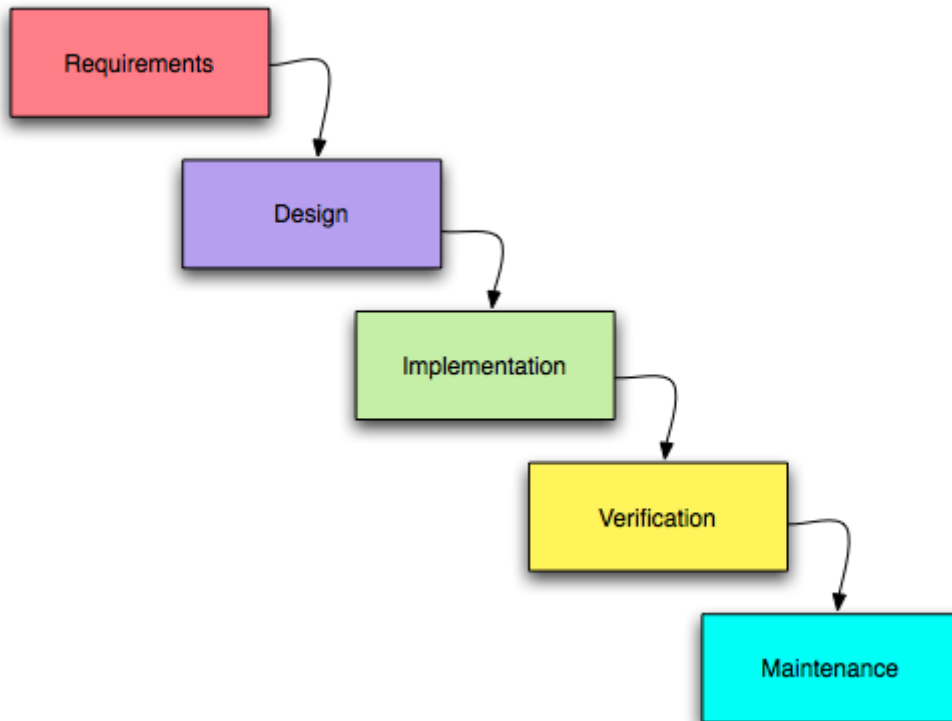 Requirements
Design
Implementation
Verification
Maintenance